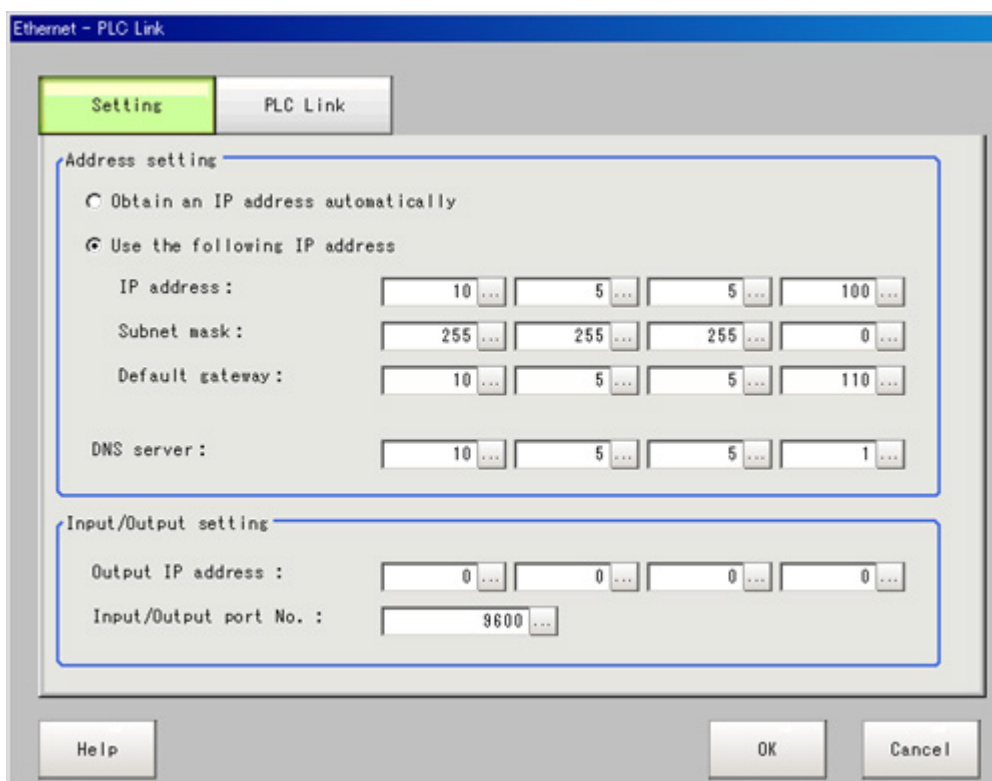 Ethernet - PLC Link
Setting PLC Link
Address setting
Obtain an IP address automatically
Use the following IP address
IP address: 10 ... 5 ... 5 ... 100 ...
Subnet mask: 255 ... 255 ... 255 ... 0 ...
Default gateway: 10 ... 5 ... 5 ... 110 ...
DNS server: 10 ... 5 ... 5 ... 1 ...
Input/Output setting
Output IP address : 0 ... 0 ... 0 ... 0 ...
Input/Output port No. : 9600 ...
Help OK Cancel